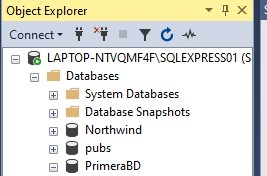 Object Explorer
Connect
LAPTOP-NTVQMF4F\SQLEXPRESS01 (S
Databases
System Databases
Database Snapshots
Northwind
pubs
PrimeraBD